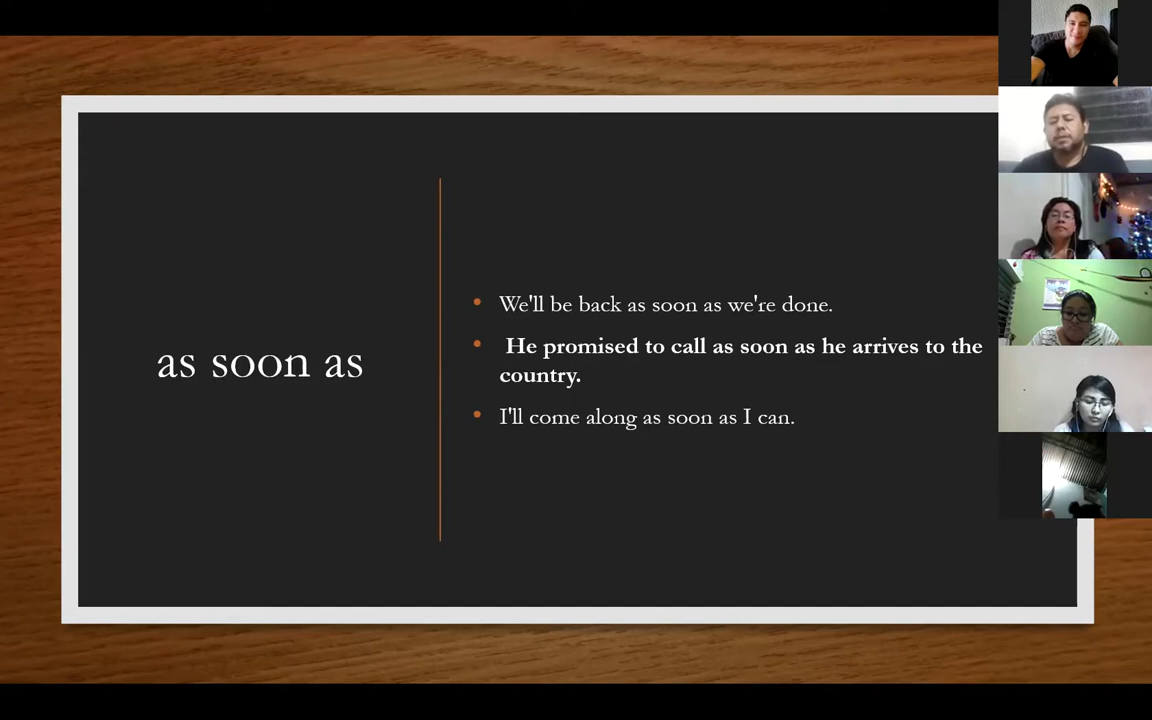 as soon as
We'll be back as soon as we're done.
He promised to call as soon as he arrives to the
country.
I'll come along as soon as I can.